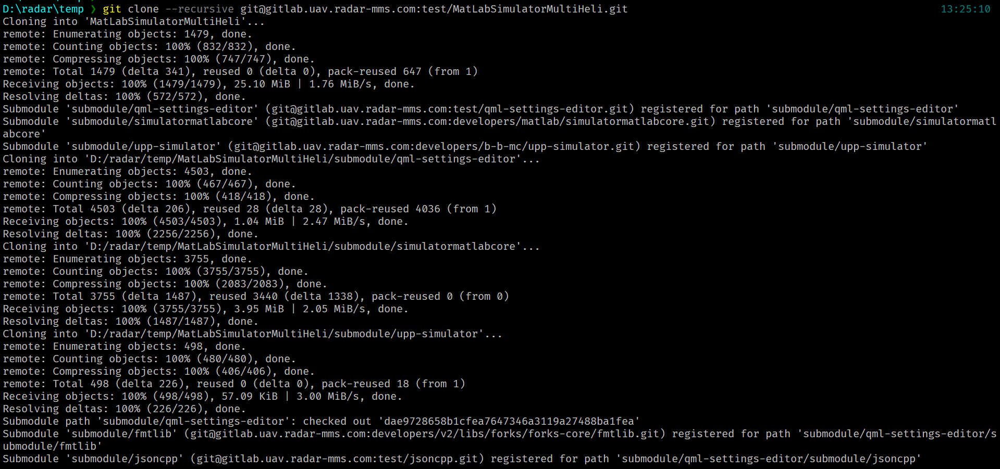 D:\radar\temp ❯ git clone --recursive git@gitlab.uav.radar-mms.com:test/MatLabSimulatorMultiHeli.git 13:25:10
Cloning into 'MatLabSimulatorMultiHeli'...
remote: Enumerating objects: 1479, done.
remote: Counting objects: 100% (832/832), done.
remote: Compressing objects: 100% (747/747), done.
remote: Total 1479 (delta 341), reused 0 (delta 0), pack-reused 647 (from 1)
Receiving objects: 100% (1479/1479), 25.10 MiB | 1.76 MiB/s, done.
Resolving deltas: 100% (572/572), done.
Submodule 'submodule/qml-settings-editor' (git@gitlab.uav.radar-mms.com:test/qml-settings-editor.git) registered for path 'submodule/qml-settings-editor'
Submodule 'submodule/simulatormatlabcore' (git@gitlab.uav.radar-mms.com:developers/matlab/simulatormatlabcore.git) registered for path 'submodule/simulatormatl
abcore'
Submodule 'submodule/upp-simulator' (git@gitlab.uav.radar-mms.com:developers/b-b-mc/upp-simulator.git) registered for path 'submodule/upp-simulator'
Cloning into 'D:/radar/temp/MatLabSimulatorMultiHeli/submodule/qml-settings-editor'...
remote: Enumerating objects: 4503, done.
remote: Counting objects: 100% (467/467), done.
remote: Compressing objects: 100% (418/418), done.
remote: Total 4503 (delta 206), reused 28 (delta 28), pack-reused 4036 (from 1)
Receiving objects: 100% (4503/4503), 1.04 MiB | 2.47 MiB/s, done.
Resolving deltas: 100% (2256/2256), done.
Cloning into 'D:/radar/temp/MatLabSimulatorMultiHeli/submodule/simulatormatlabcore'...
remote: Enumerating objects: 3755, done.
remote: Counting objects: 100% (3755/3755), done.
remote: Compressing objects: 100% (2083/2083), done.
remote: Total 3755 (delta 1487), reused 3440 (delta 1338), pack-reused 0 (from 0)
Receiving objects: 100% (3755/3755), 3.95 MiB | 2.05 MiB/s, done.
Resolving deltas: 100% (1487/1487), done.
Cloning into 'D:/radar/temp/MatLabSimulatorMultiHeli/submodule/upp-simulator'...
remote: Enumerating objects: 498, done.
remote: Counting objects: 100% (480/480), done.
remote: Compressing objects: 100% (406/406), done.
remote: Total 498 (delta 226), reused 0 (delta 0), pack-reused 18 (from 1)
Receiving objects: 100% (498/498), 57.09 KiB | 3.00 MiB/s, done.
Resolving deltas: 100% (226/226), done.
Submodule path 'submodule/qml-settings-editor': checked out 'dae9728658b1cfea7647346a3119a27488ba1fea'
Submodule 'submodule/fmtlib' (git@gitlab.uav.radar-mms.com:developers/v2/libs/forks/forks-core/fmtlib.git) registered for path 'submodule/qml-settings-editor/s
ubmodule/fmtlib'
Submodule 'submodule/jsoncpp' (git@gitlab.uav.radar-mms.com:test/jsoncpp.git) registered for path 'submodule/qml-settings-editor/submodule/jsoncpp'